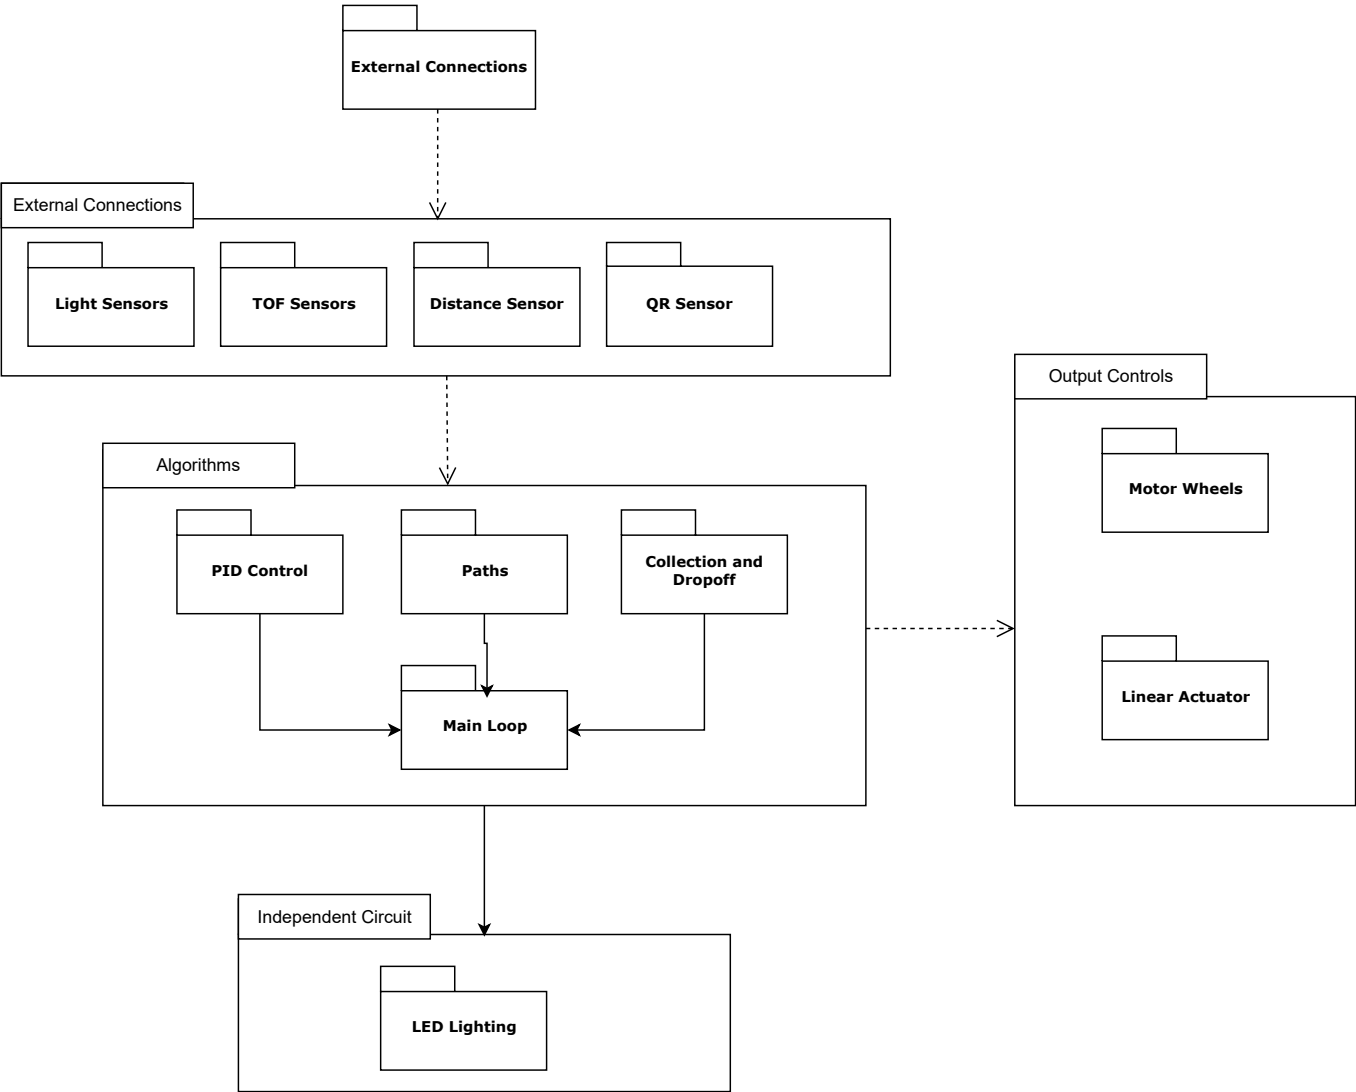 External Connections
External Connections
Light Sensors
TOF Sensors
Distance Sensor
QR Sensor
Output Controls
Motor Wheels
Linear Actuator
Algorithms
PID Control
Paths
Collection and
Dropoff
Main Loop
Independent Circuit
LED Lighting